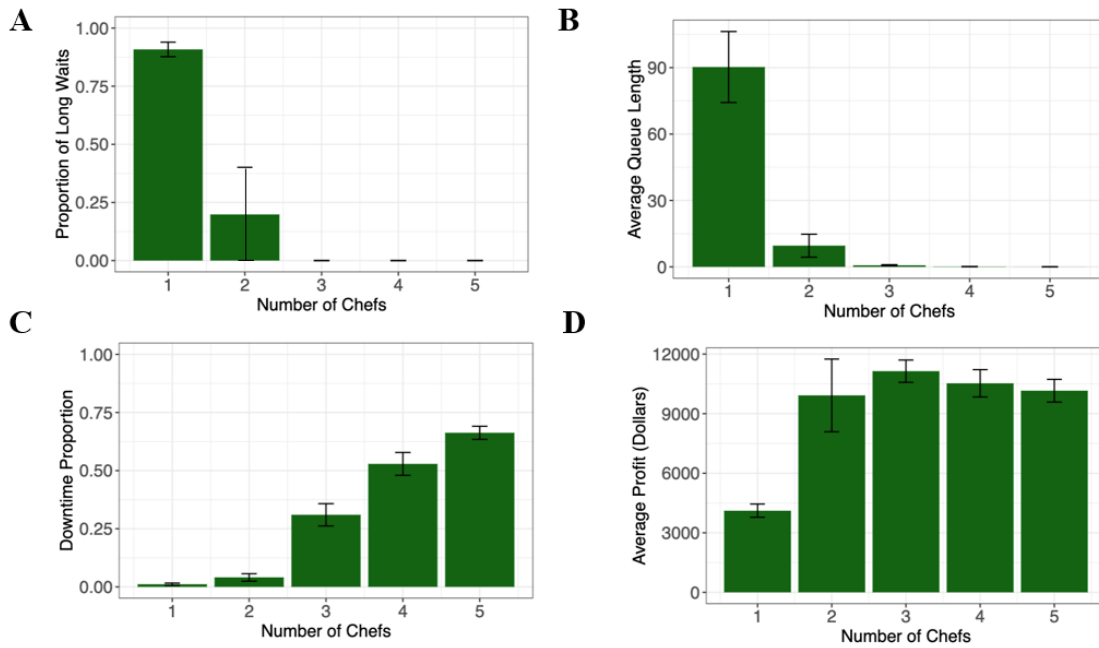 A
Proportion of Long Waits
1.00
0.75
0.50
0.25
0.00
1 2 3 4 5
Number of Chefs
B
Average Queue Length
90
60
30
0
1 2 3 4 5
Number of Chefs
C
Downtime Proportion
1.00
0.75
0.50
0.25
0.00
1 2 3 4 5
Number of Chefs
D
Average Profit (Dollars)
12000
9000
6000
3000
0
1 2 3 4 5
Number of Chefs